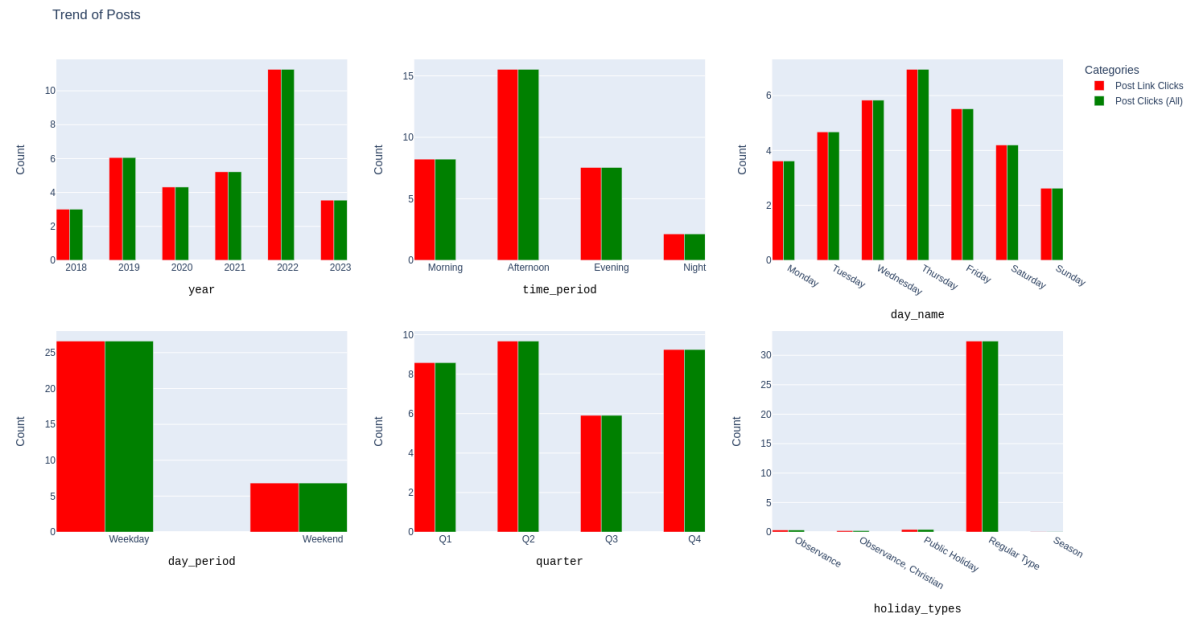 Trend of Posts
Categories
Post Link Clicks
Post Clicks (All)
Count
10
8
6
4
2
0
2018 2019 2020 2021 2022 2023
year
Count
15
10
5
0
Morning Afternoon Evening Night
time_period
Count
6
4
2
0
Monday Tuesday Wednesday Thursday Friday Saturday Sunday
day_name
Count
25
20
15
10
5
0
Weekday Weekend
day_period
Count
10
8
6
4
2
0
Q1 Q2 Q3 Q4
quarter
Count
30
25
20
15
10
5
0
Observance Observance, Christian Public Holiday Regular Type Season
holiday_types